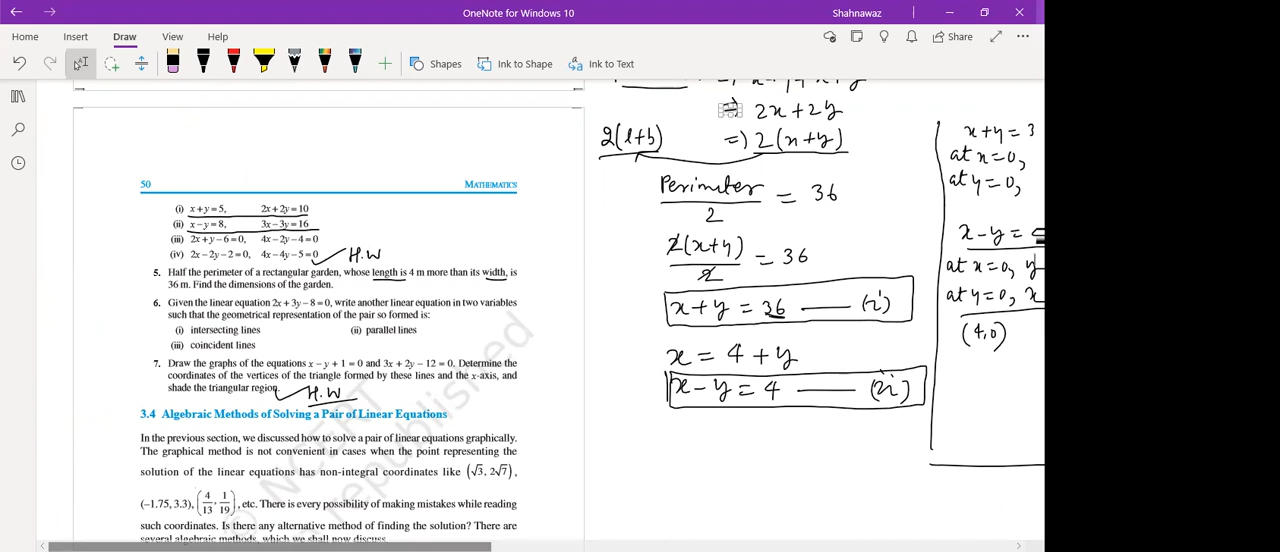 OneNote for Windows 10
Shahnawaz
Home Insert Draw View Help
Share
Shapes Ink to Shape Ink to Text
50 MATHEMATICS
(i) x + y = 5, 2x + 2y = 10
(ii) x – y = 8, 3x – 3y = 16
(iii) 2x + y – 6 = 0, 4x – 2y – 4 = 0
(iv) 2x – 2y – 2 = 0, 4x – 4y – 5 = 0
H.W
5. Half the perimeter of a rectangular garden, whose length is 4 m more than its width, is
36 m. Find the dimensions of the garden.
6. Given the linear equation 2x + 3y – 8 = 0, write another linear equation in two variables
such that the geometrical representation of the pair so formed is:
(i) intersecting lines (ii) parallel lines
(iii) coincident lines
7. Draw the graphs of the equations x – y + 1 = 0 and 3x + 2y – 12 = 0. Determine the
coordinates of the vertices of the triangle formed by these lines and the x-axis, and
shade the triangular region.
H.W
3.4 Algebraic Methods of Solving a Pair of Linear Equations
In the previous section, we discussed how to solve a pair of linear equations graphically.
The graphical method is not convenient in cases when the point representing the
solution of the linear equations has non-integral coordinates like (√3, 2√7),
(–1.75, 3.3), (4/13, 1/19), etc. There is every possibility of making mistakes while reading
such coordinates. Is there any alternative method of finding the solution? There are
several algebraic methods, which we shall now discuss.
© NCERT
republished
=) 2x + 2y
2(l+b) =) 2(x+y)
Perimeter/2 = 36
2(x+y)/2 = 36
x + y = 36 —— (i)
x = 4 + y
x – y = 4 —— (ii)
x + y = 3
at x=0,
at y=0,
x – y =
at x=0, y
at y=0, x
(4,0)